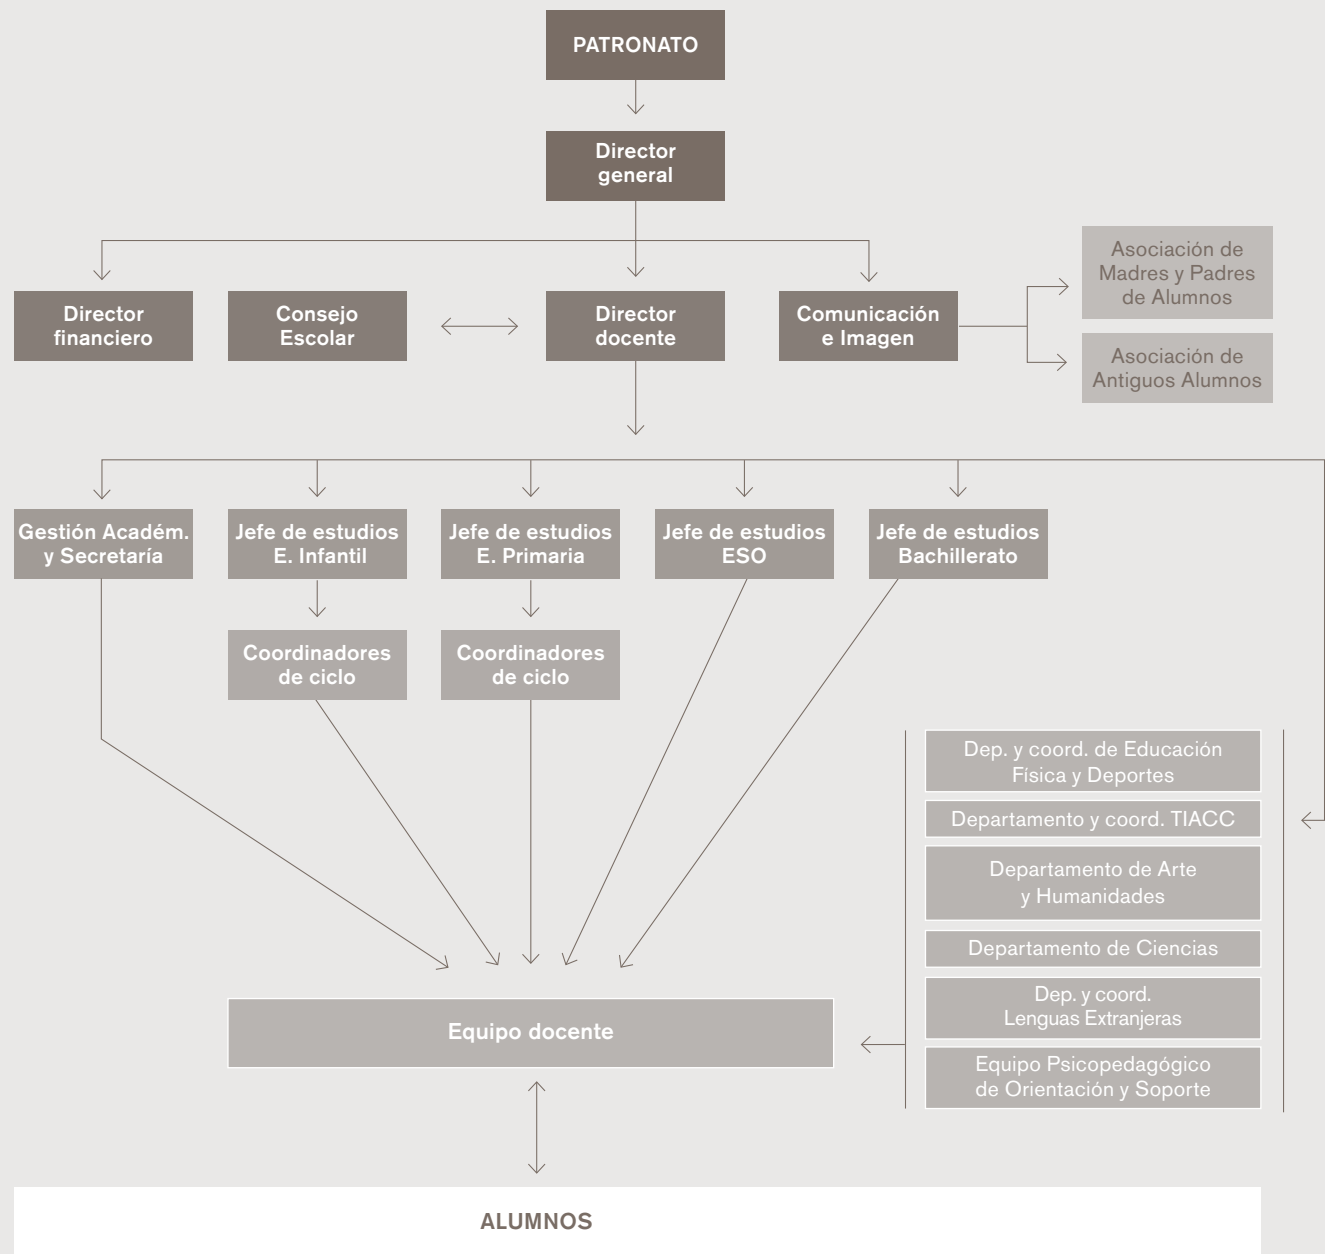 PATRONATO
Director
general
Asociación de
Madres y Padres
de Alumnos
Director
financiero
Consejo
Escolar
Director
docente
Comunicación
e Imagen
Asociación de
Antiguos Alumnos
Gestión Académ.
y Secretaría
Jefe de estudios
E. Infantil
Jefe de estudios
E. Primaria
Jefe de estudios
ESO
Jefe de estudios
Bachillerato
Coordinadores
de ciclo
Coordinadores
de ciclo
Dep. y coord. de Educación
Física y Deportes
Departamento y coord. TIACC
Departamento de Arte
y Humanidades
Departamento de Ciencias
Dep. y coord.
Lenguas Extranjeras
Equipo Psicopedagógico
de Orientación y Soporte
Equipo docente
ALUMNOS